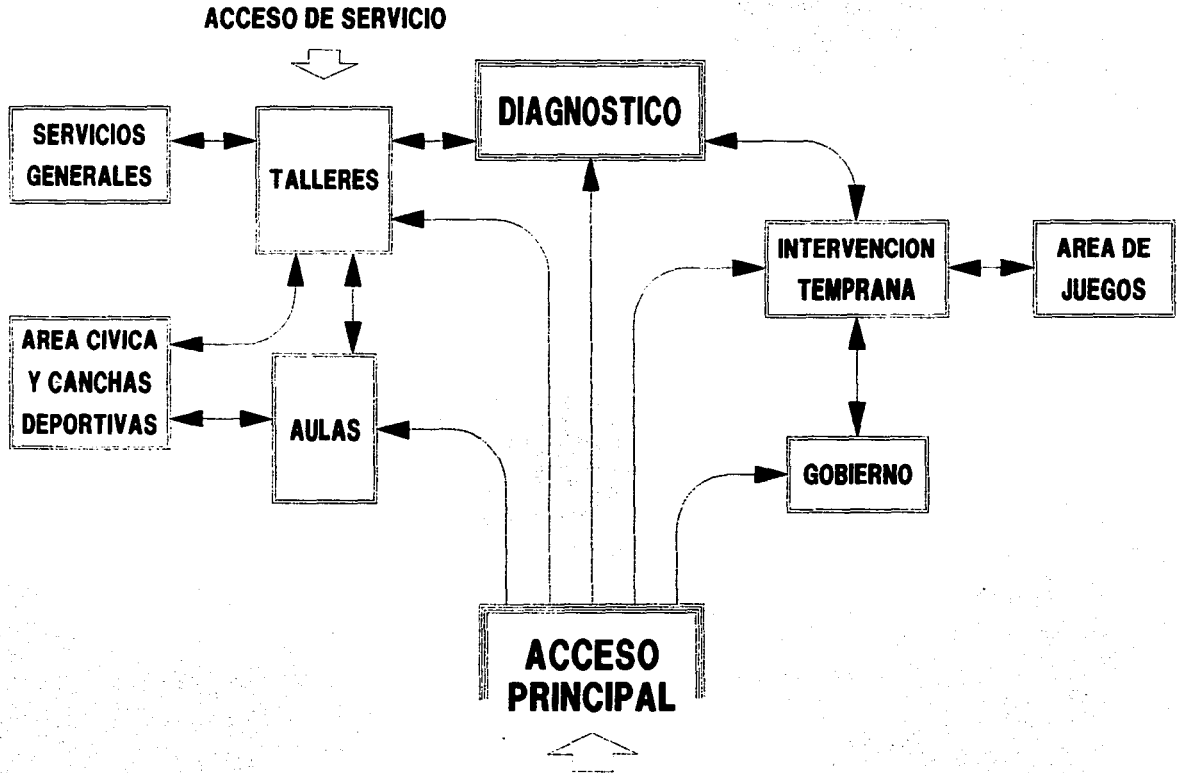 ACCESO DE SERVICIO
SERVICIOS
GENERALES
TALLERES
DIAGNOSTICO
INTERVENCION
TEMPRANA
AREA DE
JUEGOS
AREA CIVICA
Y CANCHAS
DEPORTIVAS
AULAS
GOBIERNO
ACCESO
PRINCIPAL